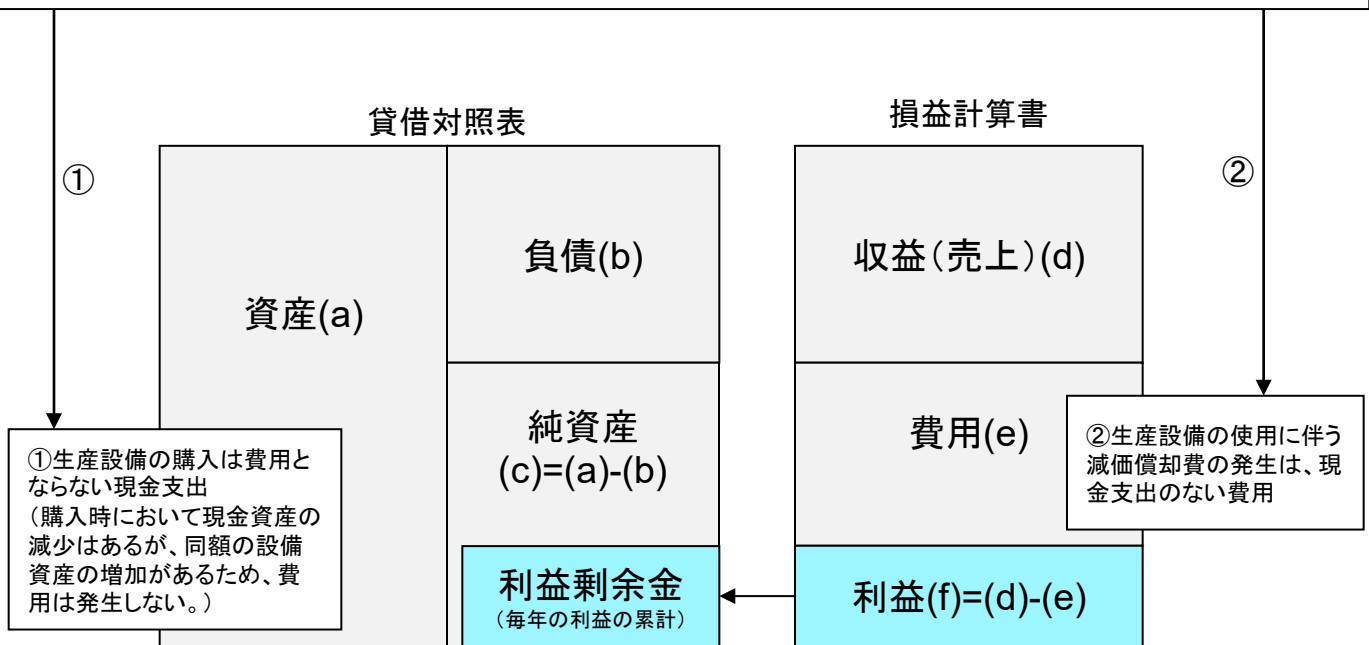 貸借対照表
損益計算書
①
②
資産(a)
負債(b)
純資産
(c)=(a)-(b)
利益剰余金
(毎年の利益の累計)
収益(売上)(d)
費用(e)
利益(f)=(d)-(e)
①生産設備の購入は費用と
ならない現金支出
(購入時において現金資産の
減少はあるが、同額の設備
資産の増加があるため、費
用は発生しない。)
②生産設備の使用に伴う
減価償却費の発生は、現
金支出のない費用